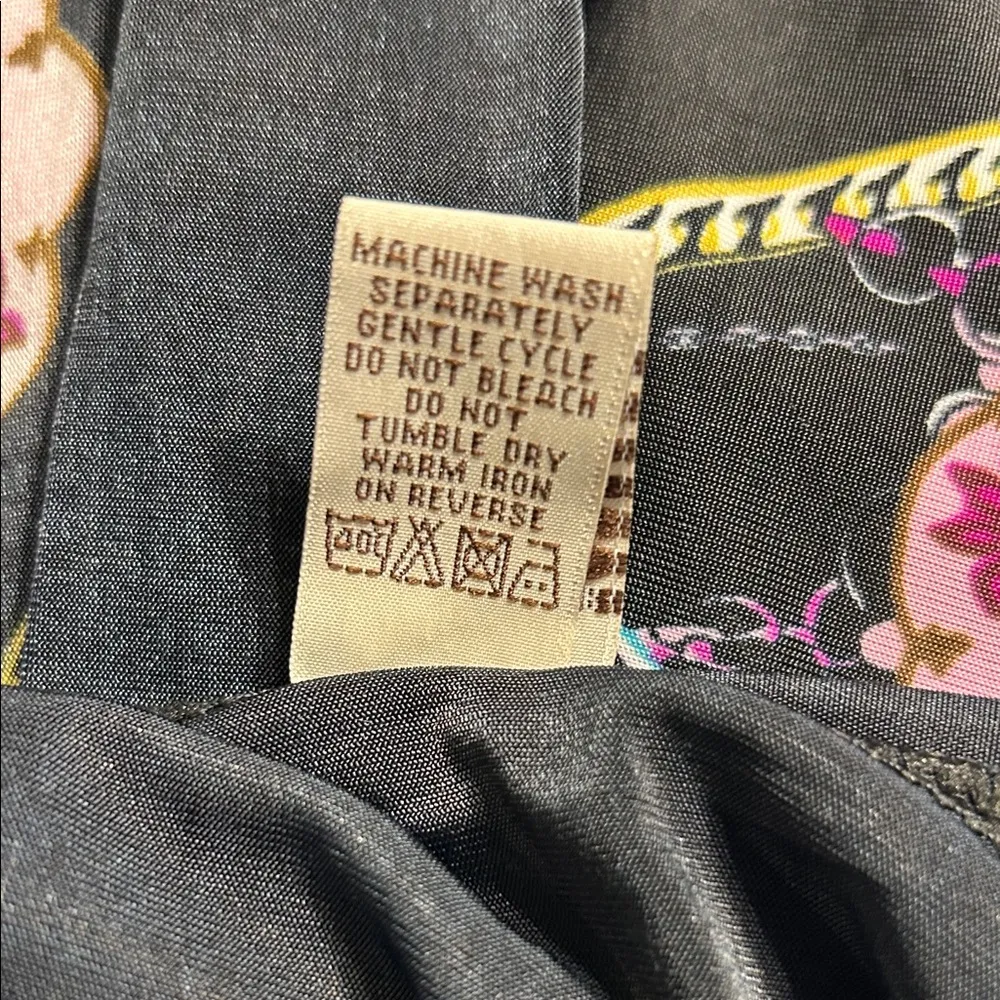 MACHINE WASH
SEPARATELY
GENTLE CYCLE
DO NOT BLEACH
DO NOT
TUMBLE DRY
WARM IRON
ON REVERSE